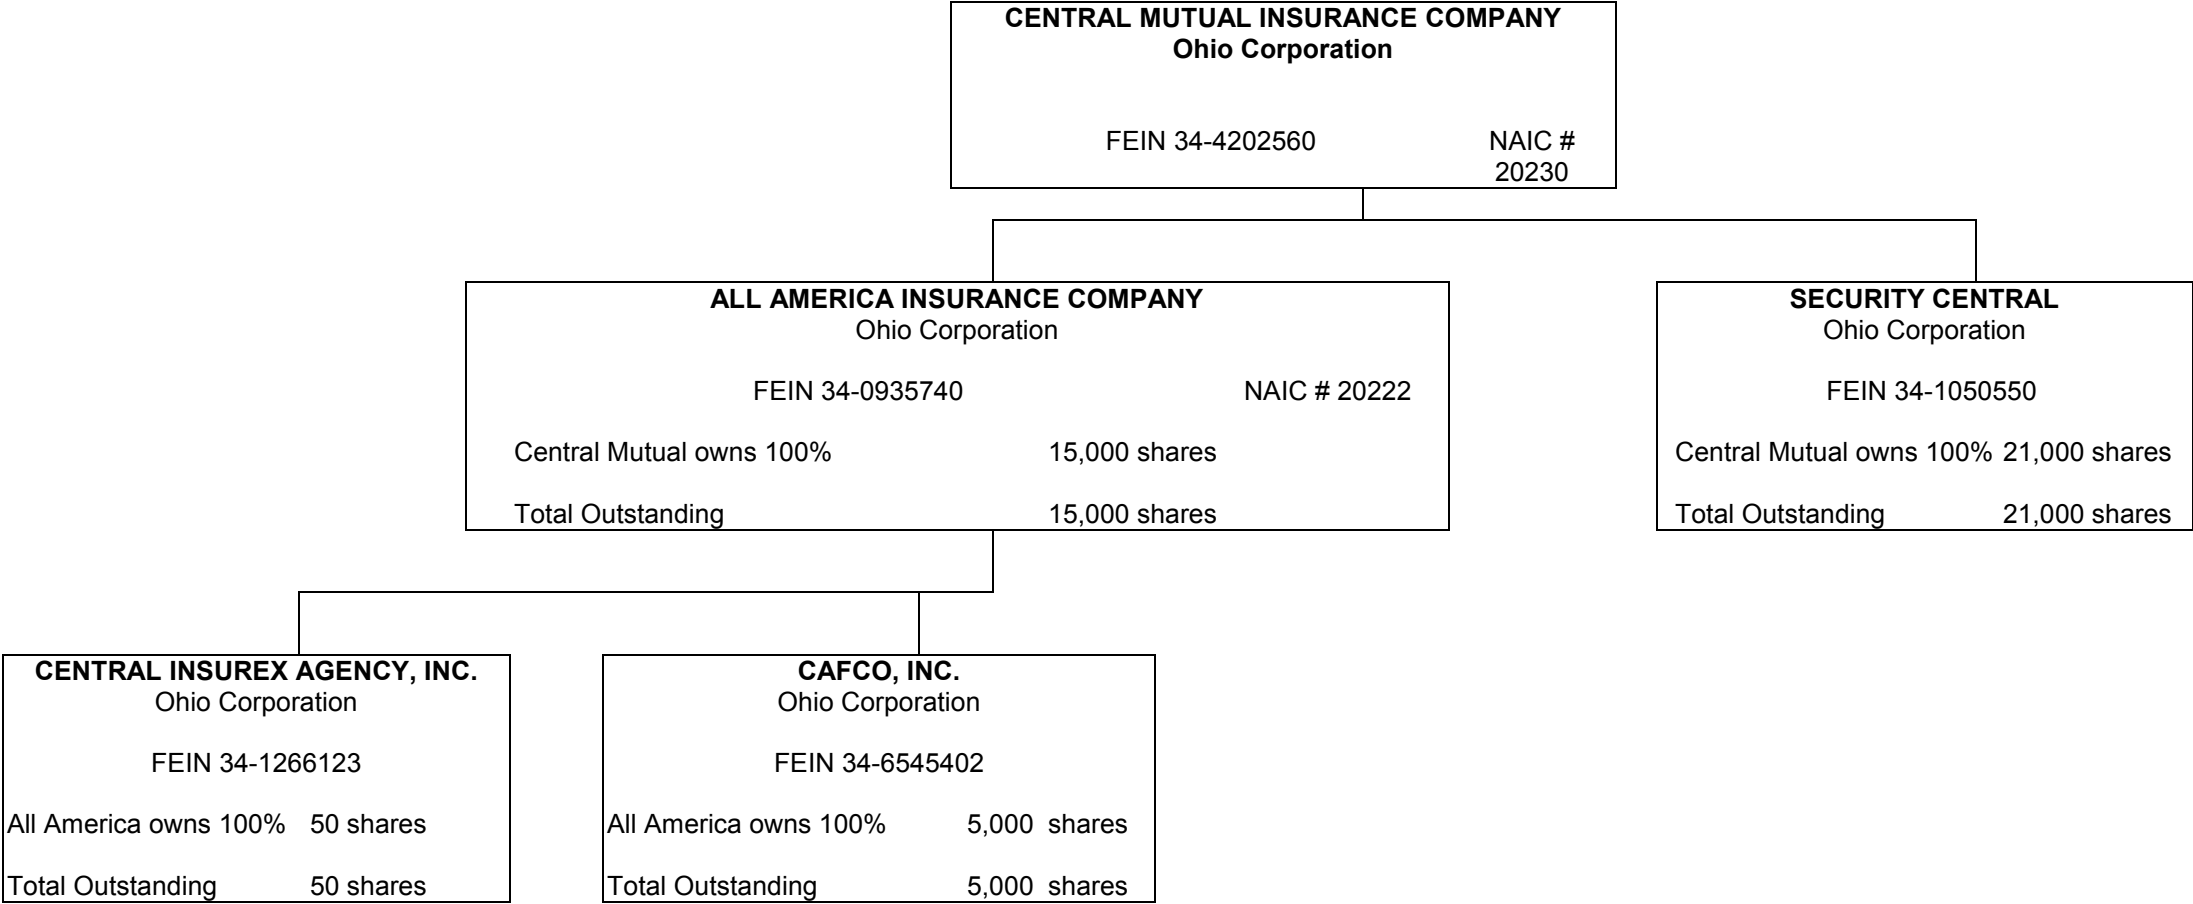 CENTRAL MUTUAL INSURANCE COMPANY
Ohio Corporation
FEIN 34-4202560 NAIC #
20230
ALL AMERICA INSURANCE COMPANY
Ohio Corporation
FEIN 34-0935740 NAIC # 20222
Central Mutual owns 100% 15,000 shares
Total Outstanding 15,000 shares
SECURITY CENTRAL
Ohio Corporation
FEIN 34-1050550
Central Mutual owns 100% 21,000 shares
Total Outstanding 21,000 shares
CENTRAL INSUREX AGENCY, INC.
Ohio Corporation
FEIN 34-1266123
All America owns 100% 50 shares
Total Outstanding 50 shares
CAFCO, INC.
Ohio Corporation
FEIN 34-6545402
All America owns 100% 5,000 shares
Total Outstanding 5,000 shares